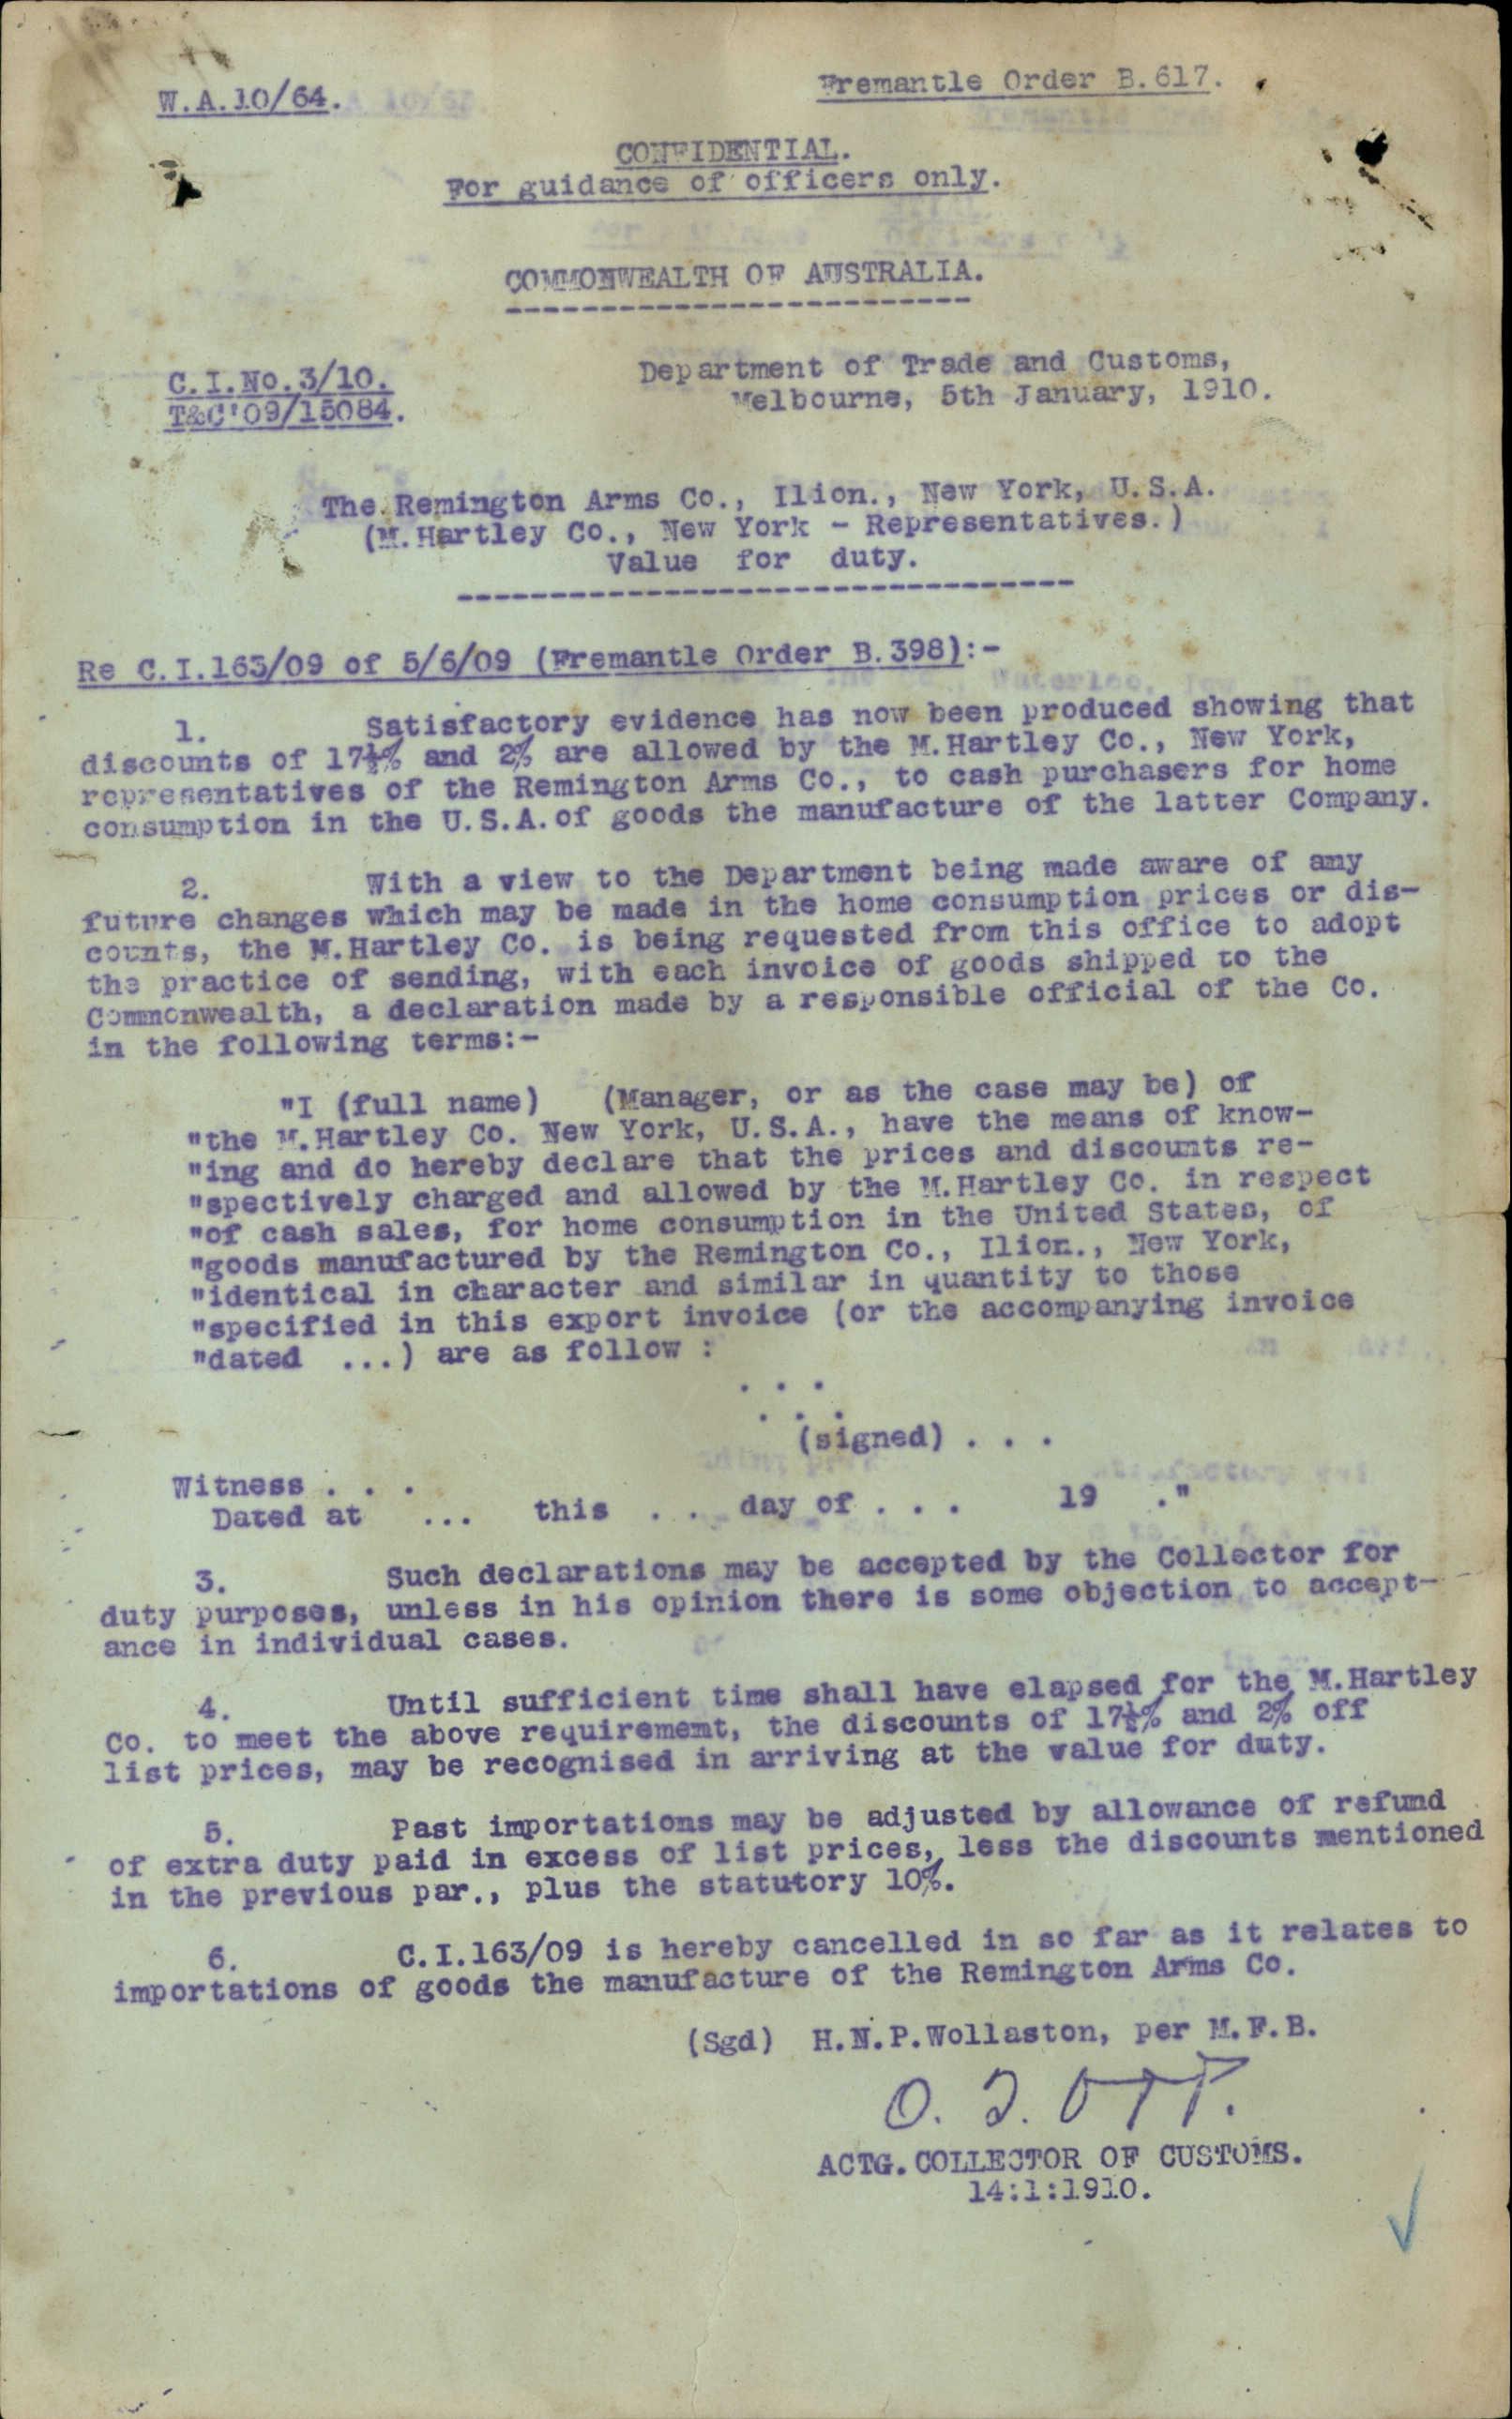 W.A.10/64.
Fremantle Order B.617.
CONFIDENTIAL.
For guidance of officers only.
COMMONWEALTH OF AUSTRALIA.
C.I.No.3/10.
T&C'09/15084.
Department of Trade and Customs,
Melbourne, 5th January, 1910.
The Remington Arms Co., Ilion., New York, U.S.A.
(M.Hartley Co., New York - Representatives.)
Value for duty.
Re C.I.163/09 of 5/6/09 (Fremantle Order B.398):-
1. Satisfactory evidence has now been produced showing that
discounts of 17½% and 2% are allowed by the M.Hartley Co., New York,
representatives of the Remington Arms Co., to cash purchasers for home
consumption in the U.S.A.of goods the manufacture of the latter Company.
2. With a view to the Department being made aware of any
future changes which may be made in the home consumption prices or dis-
counts, the M.Hartley Co. is being requested from this office to adopt
the practice of sending, with each invoice of goods shipped to the
Commonwealth, a declaration made by a responsible official of the Co.
in the following terms:-
"I (full name) (Manager, or as the case may be) of
"the M.Hartley Co. New York, U.S.A., have the means of know-
"ing and do hereby declare that the prices and discounts re-
"spectively charged and allowed by the M.Hartley Co. in respect
"of cash sales, for home consumption in the United States, of
"goods manufactured by the Remington Co., Ilion., New York,
"identical in character and similar in quantity to those
"specified in this export invoice (or the accompanying invoice
"dated ...) are as follow :
. . .
. . .
(signed) . . .
Witness . . .
Dated at ... this . . day of . . . 19 ."
3. Such declarations may be accepted by the Collector for
duty purposes, unless in his opinion there is some objection to accept-
ance in individual cases.
4. Until sufficient time shall have elapsed for the M.Hartley
Co. to meet the above requirememt, the discounts of 17½% and 2% off
list prices, may be recognised in arriving at the value for duty.
5. Past importations may be adjusted by allowance of refund
of extra duty paid in excess of list prices, less the discounts mentioned
in the previous par., plus the statutory 10%.
6. C.I.163/09 is hereby cancelled in so far as it relates to
importations of goods the manufacture of the Remington Arms Co.
(Sgd) H.N.P.Wollaston, per M.F.B.
ACTG.COLLECTOR OF CUSTOMS.
14:1:1910.